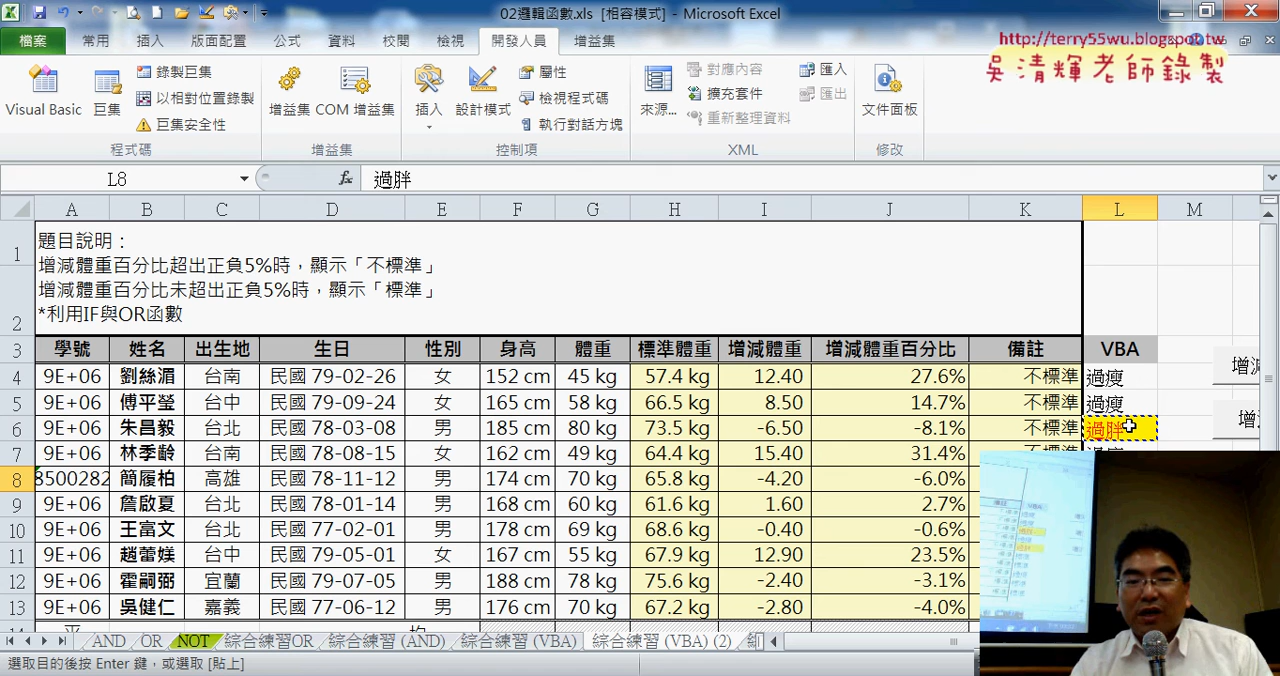 02邏輯函數.xls [相容模式] - Microsoft Excel
檔案 常用 插入 版面配置 公式 資料 校閱 檢視 開發人員 增益集
http://terry55wu.blogspot.tw
吳清輝老師錄製
Visual Basic 巨集 錄製巨集 以相對位置錄製 巨集安全性
增益集 COM 增益集
插入 設計模式 屬性 檢視程式碼 執行對話方塊
來源... 對應內容 擴充套件 重新整理資料 匯入 匯出
文件面板
程式碼 增益集 控制項 XML 修改
L8 fx 過胖
A B C D E F G H I J K L M
1 題目說明：
增減體重百分比超出正負5%時，顯示「不標準」
增減體重百分比未超出正負5%時，顯示「標準」
2 *利用IF與OR函數
3 學號 姓名 出生地 生日 性別 身高 體重 標準體重 增減體重 增減體重百分比 備註 VBA
4 9E+06 劉絲湄 台南 民國 79-02-26 女 152 cm 45 kg 57.4 kg 12.40 27.6% 不標準 過瘦
5 9E+06 傅平瑩 台中 民國 79-09-24 女 165 cm 58 kg 66.5 kg 8.50 14.7% 不標準 過瘦
6 9E+06 朱昌毅 台北 民國 78-03-08 男 185 cm 80 kg 73.5 kg -6.50 -8.1% 不標準 過胖
7 9E+06 林季齡 台南 民國 78-08-15 女 162 cm 49 kg 64.4 kg 15.40 31.4%
8 3500282 簡履柏 高雄 民國 78-11-12 男 174 cm 70 kg 65.8 kg -4.20 -6.0%
9 9E+06 詹啟夏 台北 民國 78-01-14 男 168 cm 60 kg 61.6 kg 1.60 2.7%
10 9E+06 王富文 台北 民國 77-02-01 男 178 cm 69 kg 68.6 kg -0.40 -0.6%
11 9E+06 趙蕾媄 台中 民國 79-05-01 女 167 cm 55 kg 67.9 kg 12.90 23.5%
12 9E+06 霍嗣弼 宜蘭 民國 79-07-05 男 188 cm 78 kg 75.6 kg -2.40 -3.1%
13 9E+06 吳健仁 嘉義 民國 77-06-12 男 176 cm 70 kg 67.2 kg -2.80 -4.0%
AND OR NOT 綜合練習OR 綜合練習 (AND) 綜合練習 (VBA) 綜合練習 (VBA) (2)
選取目的後按 Enter 鍵，或選取 [貼上]